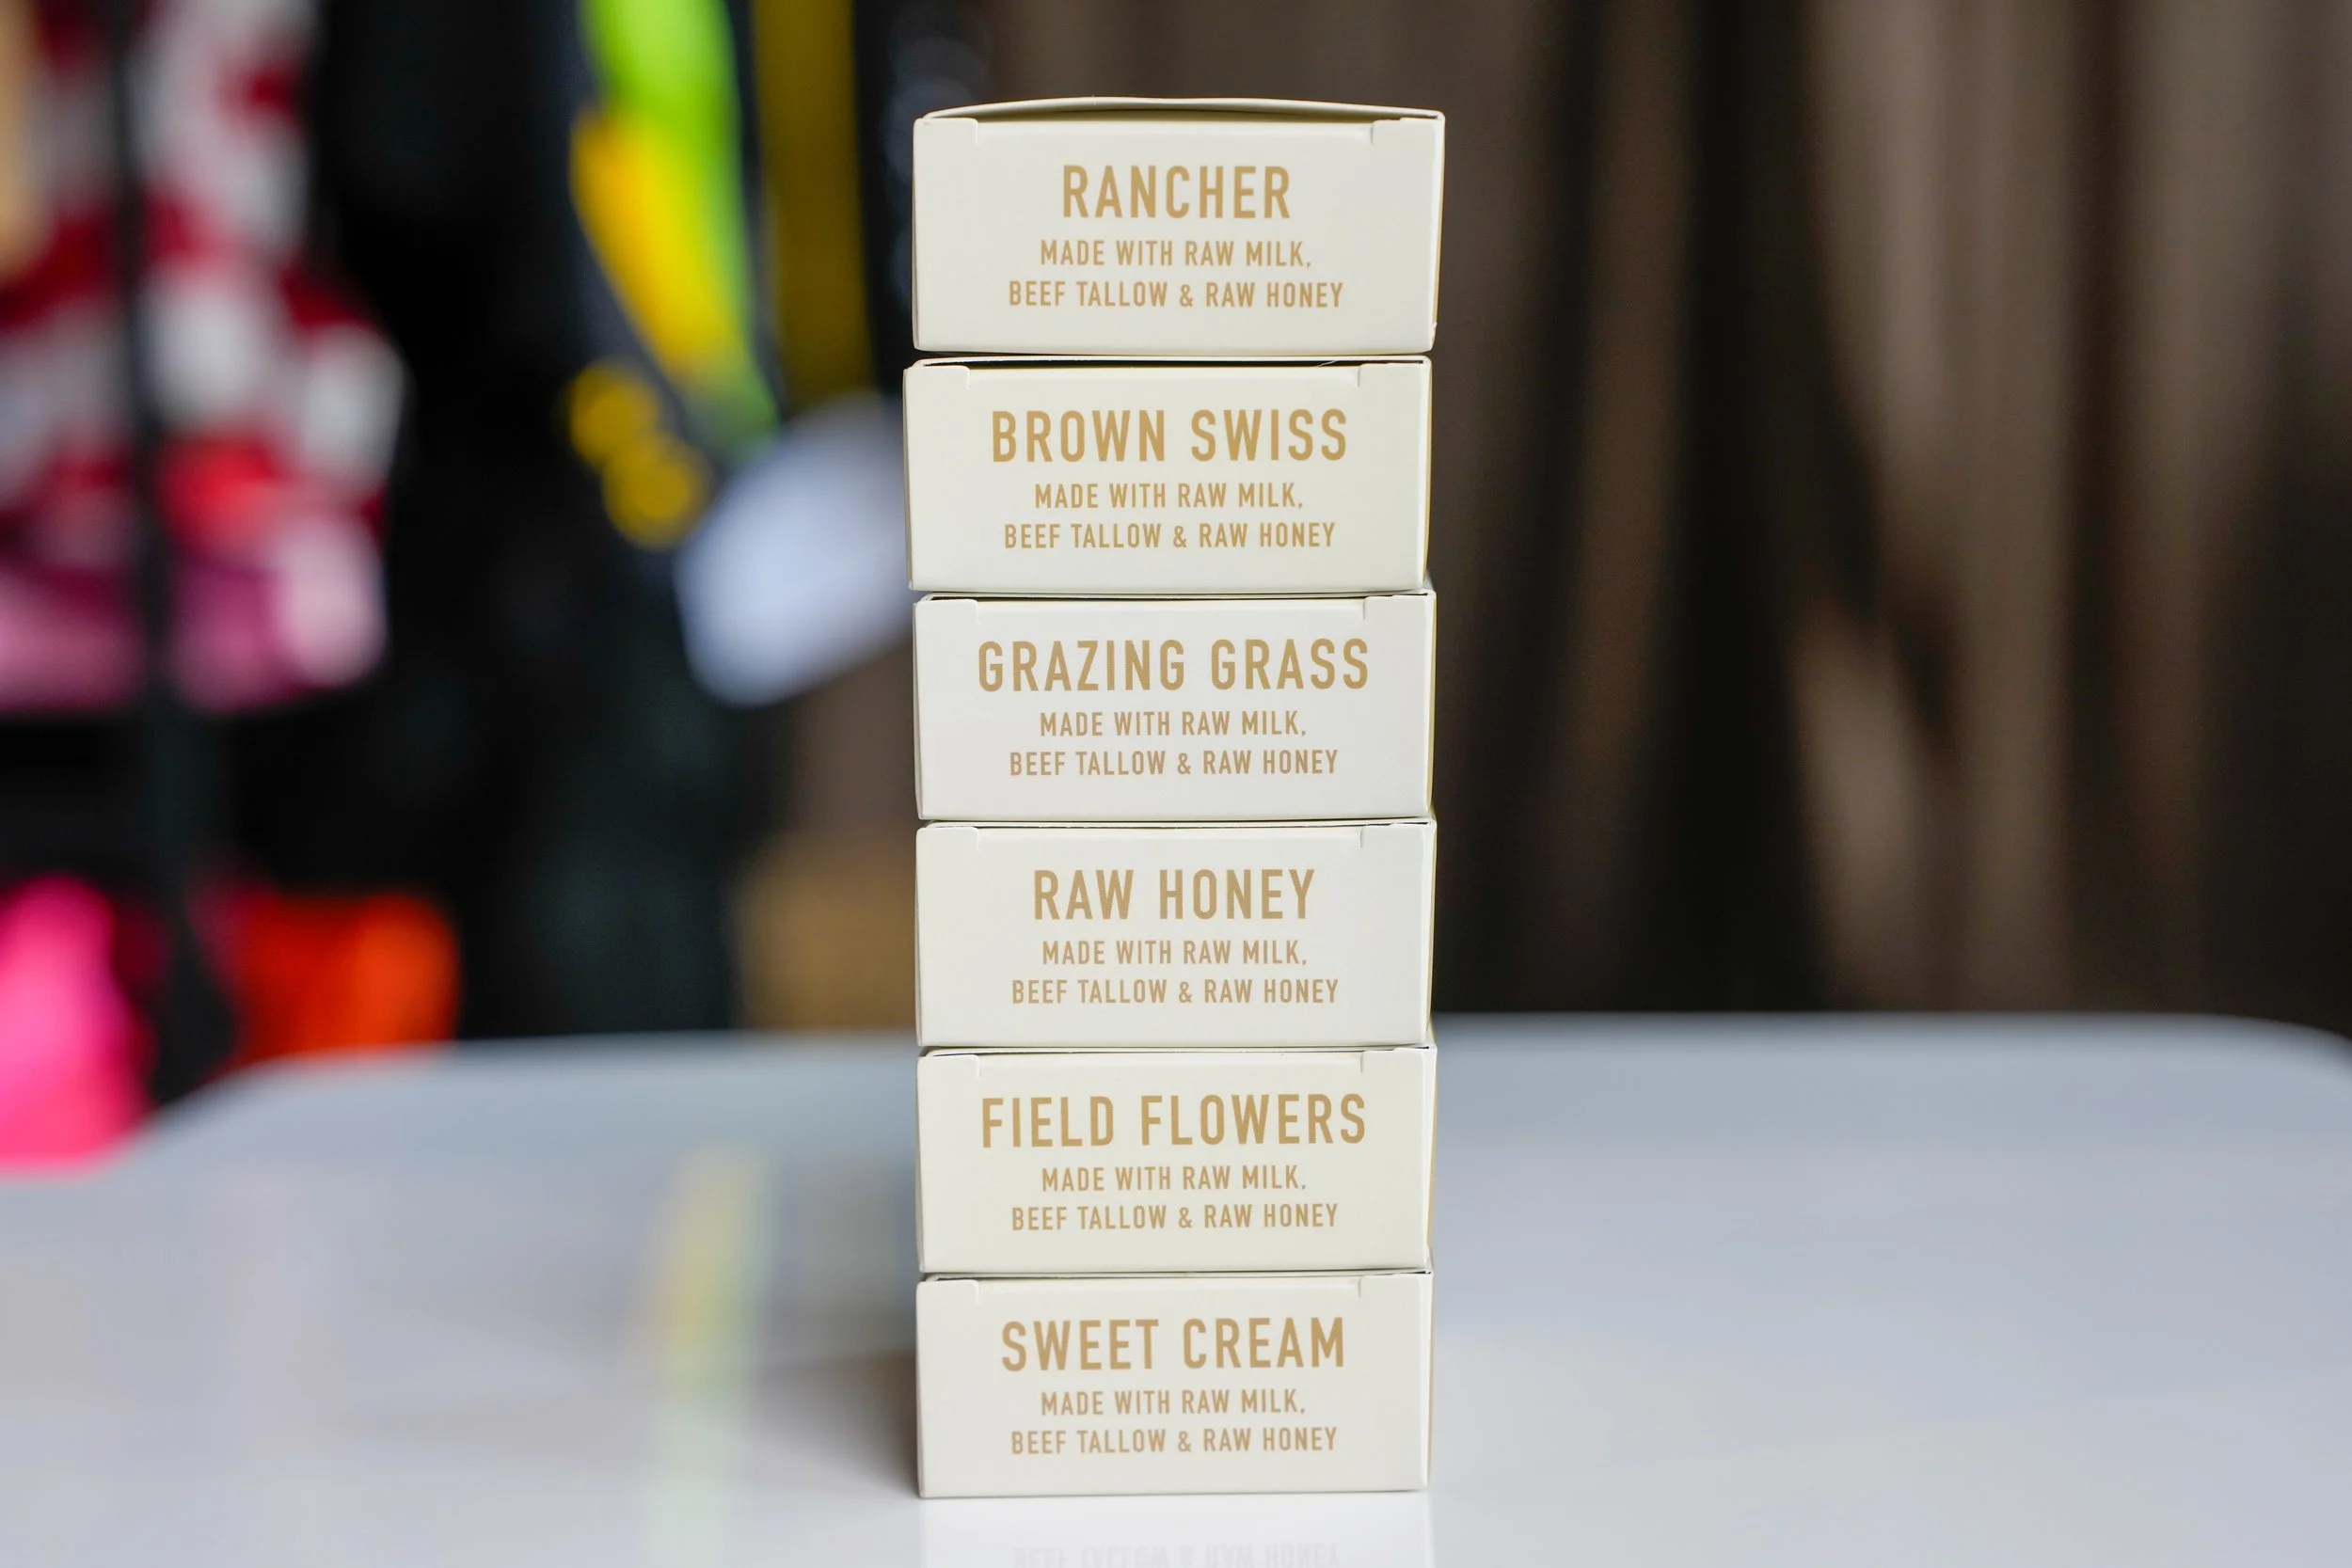 RANCHER
MADE WITH RAW MILK,
BEEF TALLOW & RAW HONEY
BROWN SWISS
MADE WITH RAW MILK,
BEEF TALLOW & RAW HONEY
GRAZING GRASS
MADE WITH RAW MILK,
BEEF TALLOW & RAW HONEY
RAW HONEY
MADE WITH RAW MILK,
BEEF TALLOW & RAW HONEY
FIELD FLOWERS
MADE WITH RAW MILK,
BEEF TALLOW & RAW HONEY
SWEET CREAM
MADE WITH RAW MILK,
BEEF TALLOW & RAW HONEY